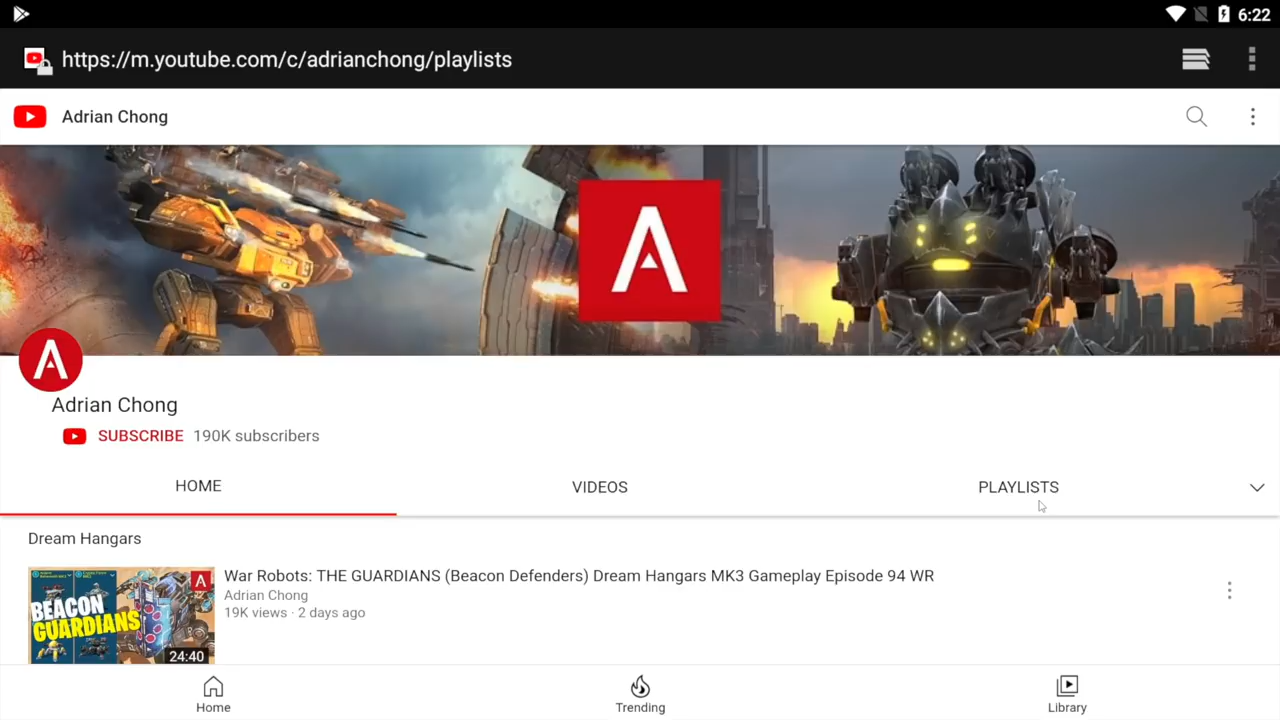 6:22
https://m.youtube.com/c/adrianchong/playlists
Adrian Chong
A
A
Adrian Chong
SUBSCRIBE 190K subscribers
HOME VIDEOS PLAYLISTS
Dream Hangars
War Robots: THE GUARDIANS (Beacon Defenders) Dream Hangars MK3 Gameplay Episode 94 WR
Adrian Chong
19K views · 2 days ago
A
BEACON
GUARDIANS
24:40
Home Trending Library